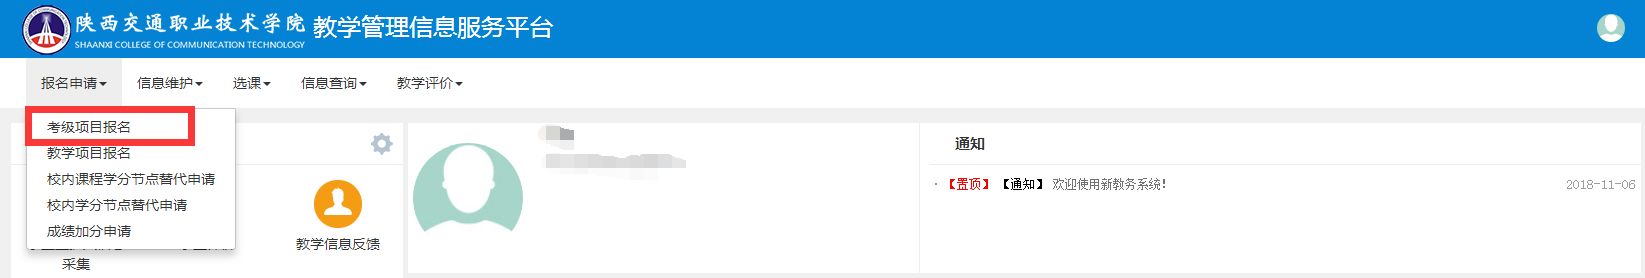 陕西交通职业技术学院
SHAANXI COLLEGE OF COMMUNICATION TECHNOLOGY
教学管理信息服务平台
报名申请 信息维护 选课 信息查询 教学评价
考级项目报名
教学项目报名
校内课程学分节点替代申请
校内学分节点替代申请
成绩加分申请
采集
教学信息反馈
通知
【置顶】【通知】 欢迎使用新教务系统! 2018-11-06